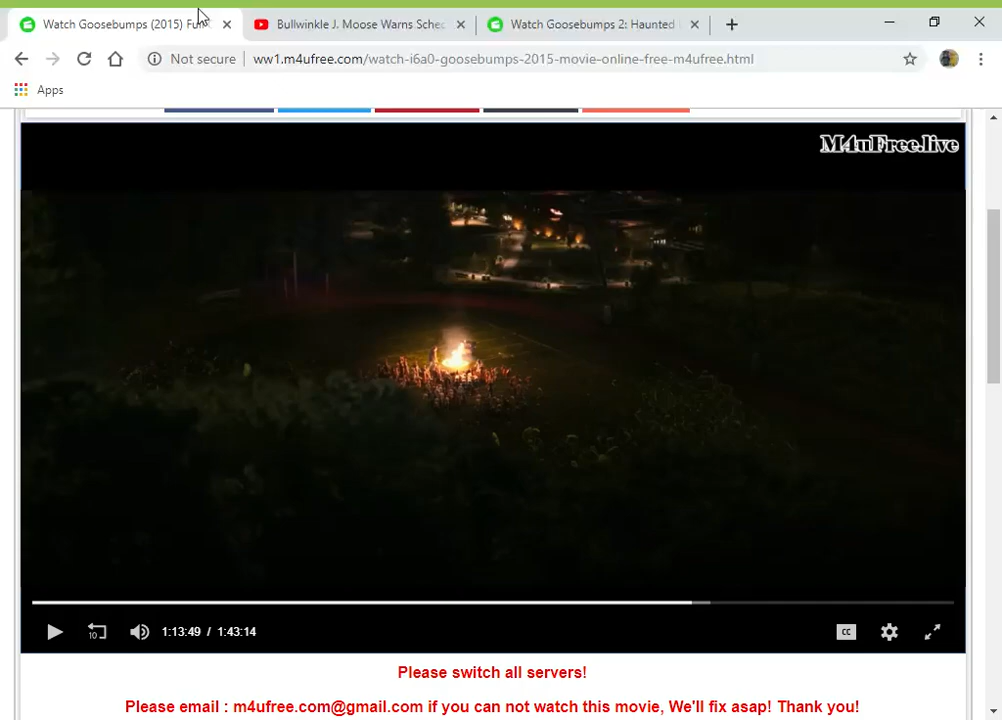 Watch Goosebumps (2015) Ful
Bullwinkle J. Moose Warns Sche
Watch Goosebumps 2: Haunted
Not secure
ww1.m4ufree.com/watch-i6a0-goosebumps-2015-movie-online-free-m4ufree.html
Apps
M4uFree.live
10
1:13:49 / 1:43:14
CC
Please switch all servers!
Please email : m4ufree.com@gmail.com if you can not watch this movie, We'll fix asap! Thank you!